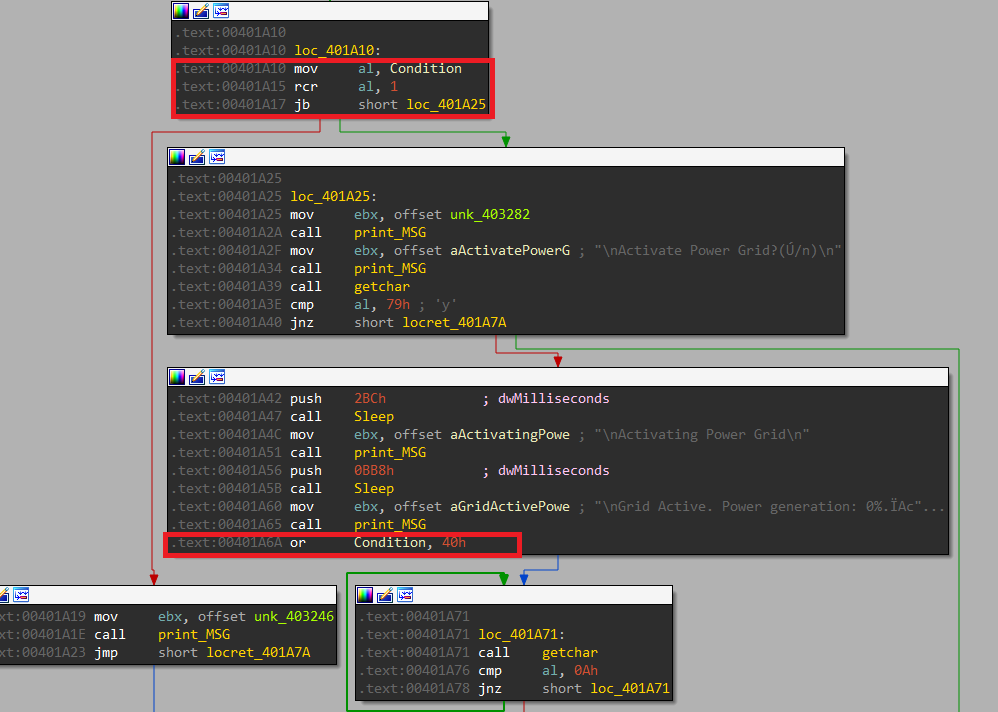 .text:00401A10
.text:00401A10 loc_401A10:
.text:00401A10 mov al, Condition
.text:00401A15 rcr al, 1
.text:00401A17 jb short loc_401A25
.text:00401A25
.text:00401A25 loc_401A25:
.text:00401A25 mov ebx, offset unk_403282
.text:00401A2A call print_MSG
.text:00401A2F mov ebx, offset aActivatePowerG ; "\nActivate Power Grid?(Ú/n)\n"
.text:00401A34 call print_MSG
.text:00401A39 call getchar
.text:00401A3E cmp al, 79h ; 'y'
.text:00401A40 jnz short locret_401A7A
.text:00401A42 push 2BCh ; dwMilliseconds
.text:00401A47 call Sleep
.text:00401A4C mov ebx, offset aActivatingPowe ; "\nActivating Power Grid\n"
.text:00401A51 call print_MSG
.text:00401A56 push 0BB8h ; dwMilliseconds
.text:00401A5B call Sleep
.text:00401A60 mov ebx, offset aGridActivePowe ; "\nGrid Active. Power generation: 0%.ÏAc"...
.text:00401A65 call print_MSG
.text:00401A6A or Condition, 40h
xt:00401A19 mov ebx, offset unk_403246
xt:00401A1E call print_MSG
xt:00401A23 jmp short locret_401A7A
.text:00401A71
.text:00401A71 loc_401A71:
.text:00401A71 call getchar
.text:00401A76 cmp al, 0Ah
.text:00401A78 jnz short loc_401A71